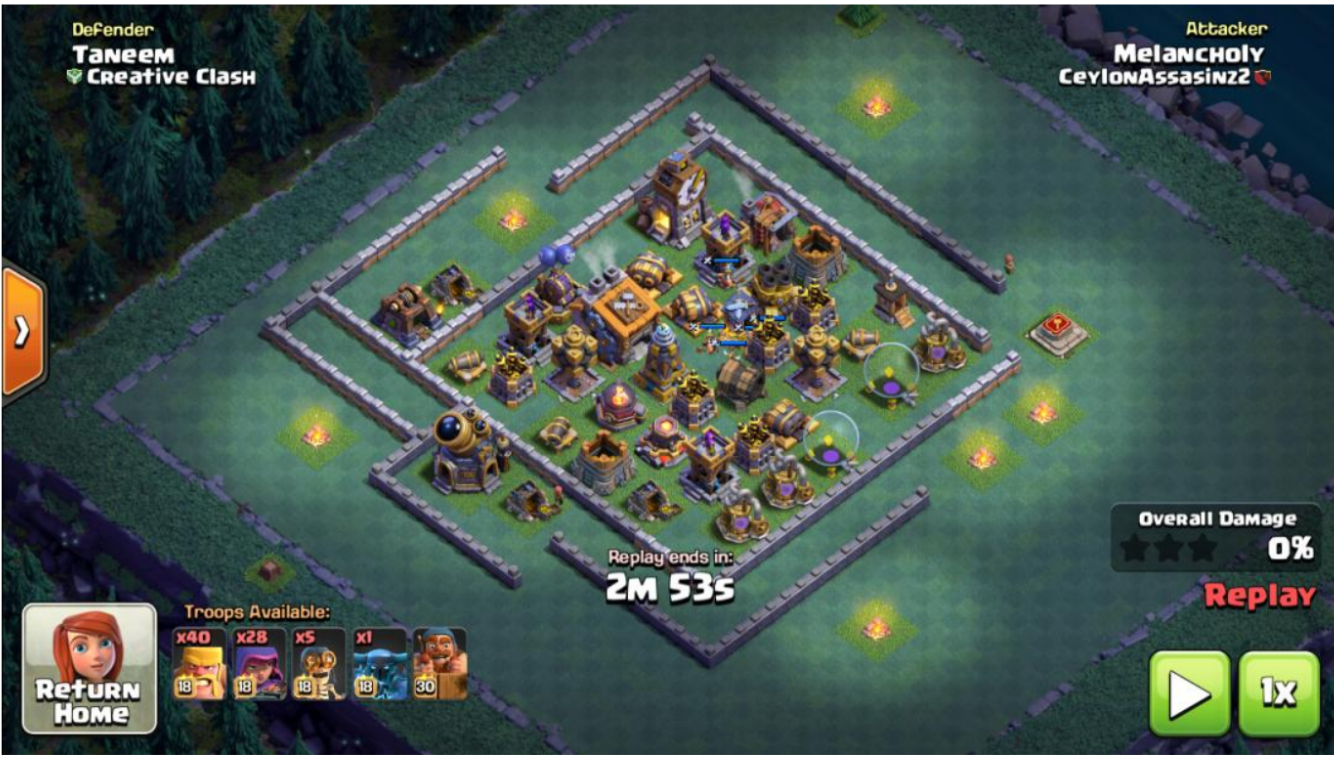 Defender
Taneem
Creative Clash
Attacker
Melancholy
CeylonAssasinz2
Overall Damage
0%
Replay
Replay ends in:
2M 53s
Troops Available:
x40
x28
x5
x1
18
18
18
18
30
Return
Home
1x